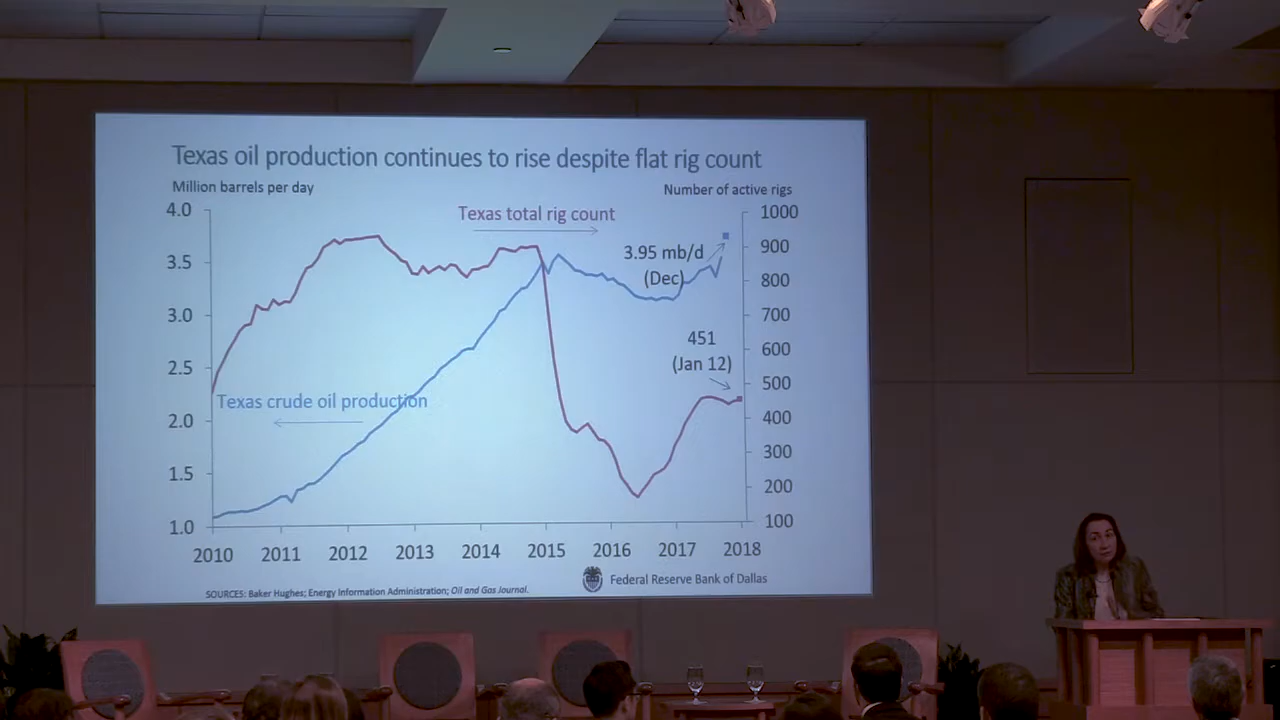 Texas oil production continues to rise despite flat rig count
Million barrels per day
Number of active rigs
4.0
3.5
3.0
2.5
2.0
1.5
1.0
Texas total rig count
3.95 mb/d
(Dec)
451
(Jan 12)
Texas crude oil production
1000
900
800
700
600
500
400
300
200
100
2010 2011 2012 2013 2014 2015 2016 2017 2018
SOURCES: Baker Hughes; Energy Information Administration; Oil and Gas Journal.
Federal Reserve Bank of Dallas